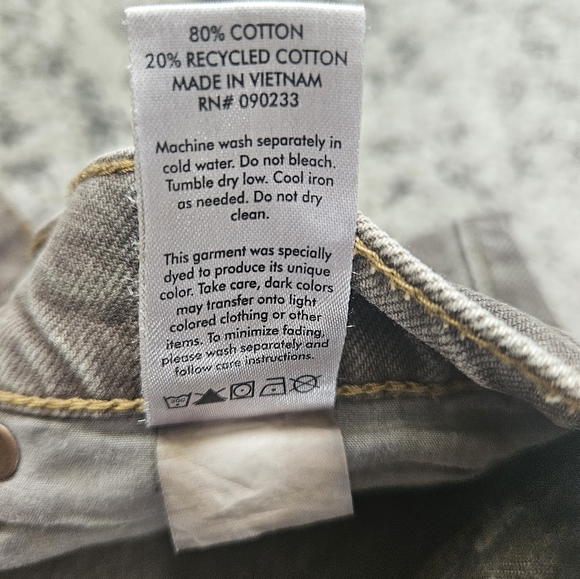 80% COTTON
20% RECYCLED COTTON
MADE IN VIETNAM
RN# 090233
Machine wash separately in
cold water. Do not bleach.
Tumble dry low. Cool iron
as needed. Do not dry
clean.
This garment was specially
dyed to produce its unique
color. Take care, dark colors
may transfer onto light
colored clothing or other
items. To minimize fading,
please wash separately and
follow care instructions.